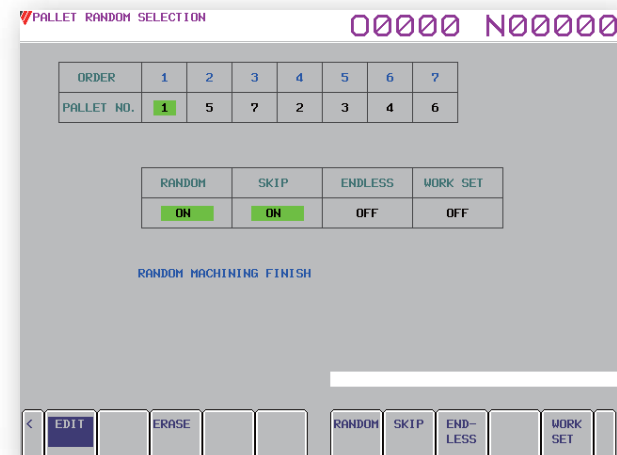 PALLET RANDOM SELECTION O0000 N00000
ORDER 1 2 3 4 5 6 7
PALLET NO. 1 5 7 2 3 4 6
RANDOM SKIP ENDLESS WORK SET
ON ON OFF OFF
RANDOM MACHINING FINISH
< EDIT ERASE RANDOM SKIP END- WORK
LESS SET